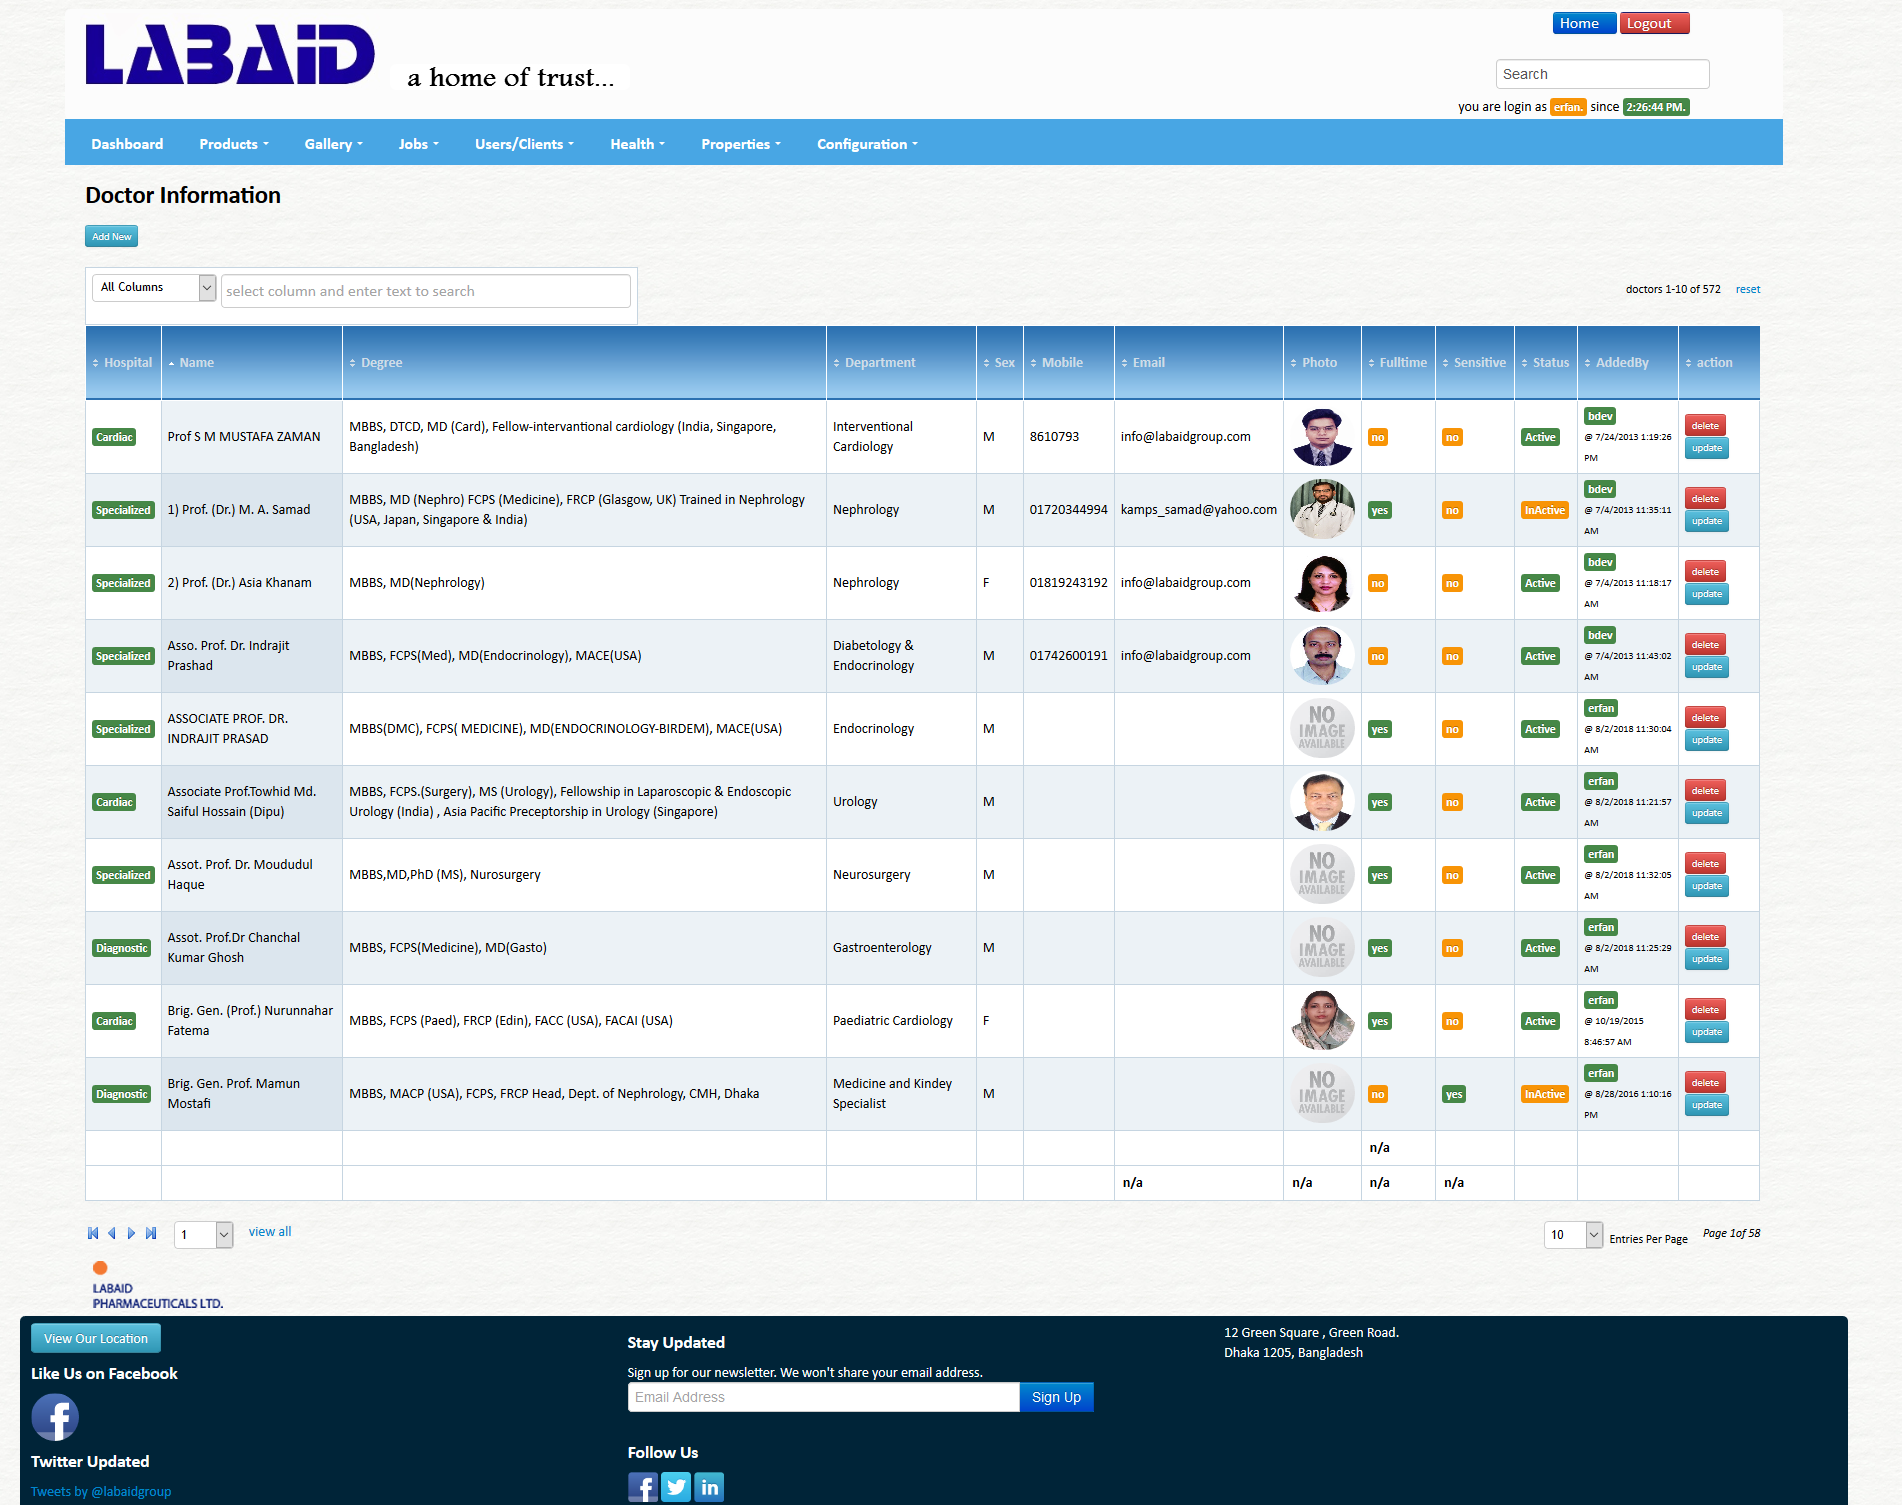 LABAID
a home of trust...
Home
Logout
Search
you are login as erfan. since 2:26:44 PM.
Dashboard Products Gallery Jobs Users/Clients Health Properties Configuration
Doctor Information
Add New
All Columns select column and enter text to search
doctors 1-10 of 572 reset
Hospital Name Degree Department Sex Mobile Email Photo Fulltime Sensitive Status AddedBy action
Cardiac
Prof S M MUSTAFA ZAMAN
MBBS, DTCD, MD (Card), Fellow-intervantional cardiology (India, Singapore,
Bangladesh)
Interventional
Cardiology
M
8610793
info@labaidgroup.com
no
no
Active
bdev
@ 7/24/2013 1:19:26
PM
delete
update
Specialized
1) Prof. (Dr.) M. A. Samad
MBBS, MD (Nephro) FCPS (Medicine), FRCP (Glasgow, UK) Trained in Nephrology
(USA, Japan, Singapore & India)
Nephrology
M
01720344994
kamps_samad@yahoo.com
yes
no
InActive
bdev
@ 7/4/2013 11:35:11
AM
delete
update
Specialized
2) Prof. (Dr.) Asia Khanam
MBBS, MD(Nephrology)
Nephrology
F
01819243192
info@labaidgroup.com
no
no
Active
bdev
@ 7/4/2013 11:18:17
AM
delete
update
Specialized
Asso. Prof. Dr. Indrajit
Prashad
MBBS, FCPS(Med), MD(Endocrinology), MACE(USA)
Diabetology &
Endocrinology
M
01742600191
info@labaidgroup.com
no
no
Active
bdev
@ 7/4/2013 11:43:02
AM
delete
update
Specialized
ASSOCIATE PROF. DR.
INDRAJIT PRASAD
MBBS(DMC), FCPS( MEDICINE), MD(ENDOCRINOLOGY-BIRDEM), MACE(USA)
Endocrinology
M
NO
IMAGE
AVAILABLE
yes
no
Active
erfan
@ 8/2/2018 11:30:04
AM
delete
update
Cardiac
Associate Prof.Towhid Md.
Saiful Hossain (Dipu)
MBBS, FCPS.(Surgery), MS (Urology), Fellowship in Laparoscopic & Endoscopic
Urology (India) , Asia Pacific Preceptorship in Urology (Singapore)
Urology
M
yes
no
Active
erfan
@ 8/2/2018 11:21:57
AM
delete
update
Specialized
Assot. Prof. Dr. Moududul
Haque
MBBS,MD,PhD (MS), Nurosurgery
Neurosurgery
M
NO
IMAGE
AVAILABLE
yes
no
Active
erfan
@ 8/2/2018 11:32:05
AM
delete
update
Diagnostic
Assot. Prof.Dr Chanchal
Kumar Ghosh
MBBS, FCPS(Medicine), MD(Gasto)
Gastroenterology
M
NO
IMAGE
AVAILABLE
yes
no
Active
erfan
@ 8/2/2018 11:25:29
AM
delete
update
Cardiac
Brig. Gen. (Prof.) Nurunnahar
Fatema
MBBS, FCPS (Paed), FRCP (Edin), FACC (USA), FACAI (USA)
Paediatric Cardiology
F
yes
no
Active
erfan
@ 10/19/2015
8:46:57 AM
delete
update
Diagnostic
Brig. Gen. Prof. Mamun
Mostafi
MBBS, MACP (USA), FCPS, FRCP Head, Dept. of Nephrology, CMH, Dhaka
Medicine and Kindey
Specialist
M
NO
IMAGE
AVAILABLE
no
yes
InActive
erfan
@ 8/28/2016 1:10:16
PM
delete
update
n/a
n/a n/a n/a n/a
1 view all
10 Entries Per Page Page 1of 58
LABAID
PHARMACEUTICALS LTD.
View Our Location
Like Us on Facebook
f
Twitter Updated
Tweets by @labaidgroup
Stay Updated
Sign up for our newsletter. We won't share your email address.
Email Address Sign Up
Follow Us
f in
12 Green Square , Green Road.
Dhaka 1205, Bangladesh